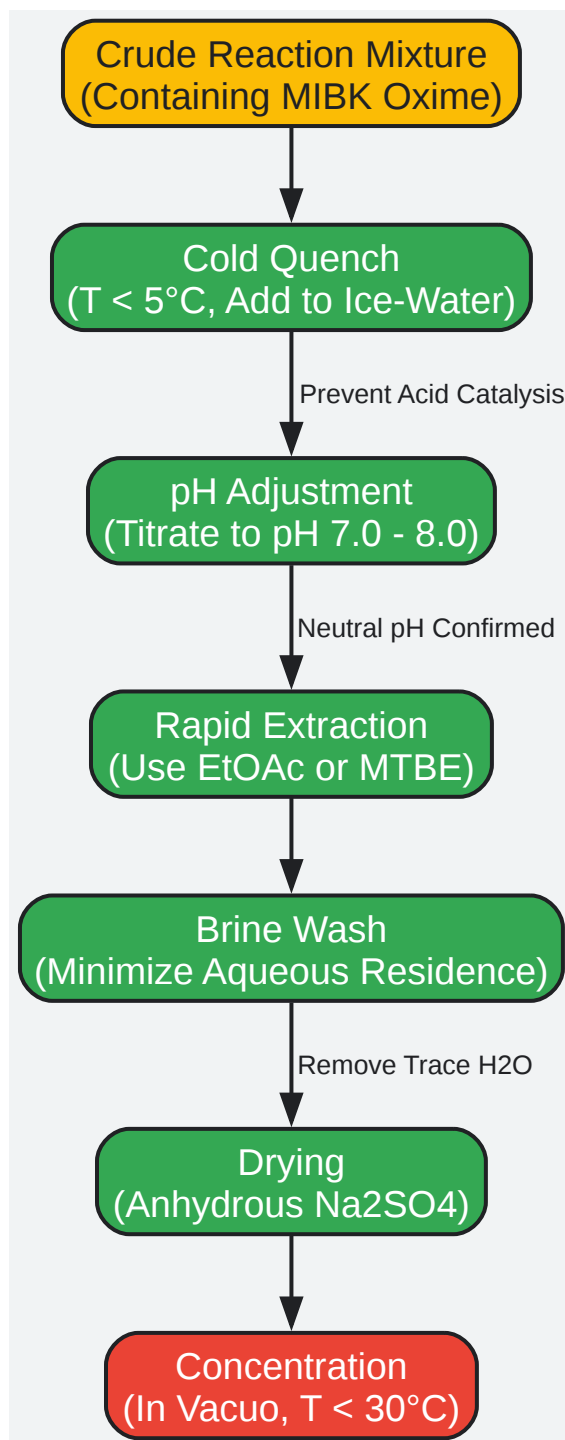 Crude Reaction Mixture
(Containing MIBK Oxime)
Cold Quench
(T < 5°C, Add to Ice-Water)
Prevent Acid Catalysis
pH Adjustment
(Titrate to pH 7.0 - 8.0)
Neutral pH Confirmed
Rapid Extraction
(Use EtOAc or MTBE)
Brine Wash
(Minimize Aqueous Residence)
Remove Trace H2O
Drying
(Anhydrous Na2SO4)
Concentration
(In Vacuo, T < 30°C)